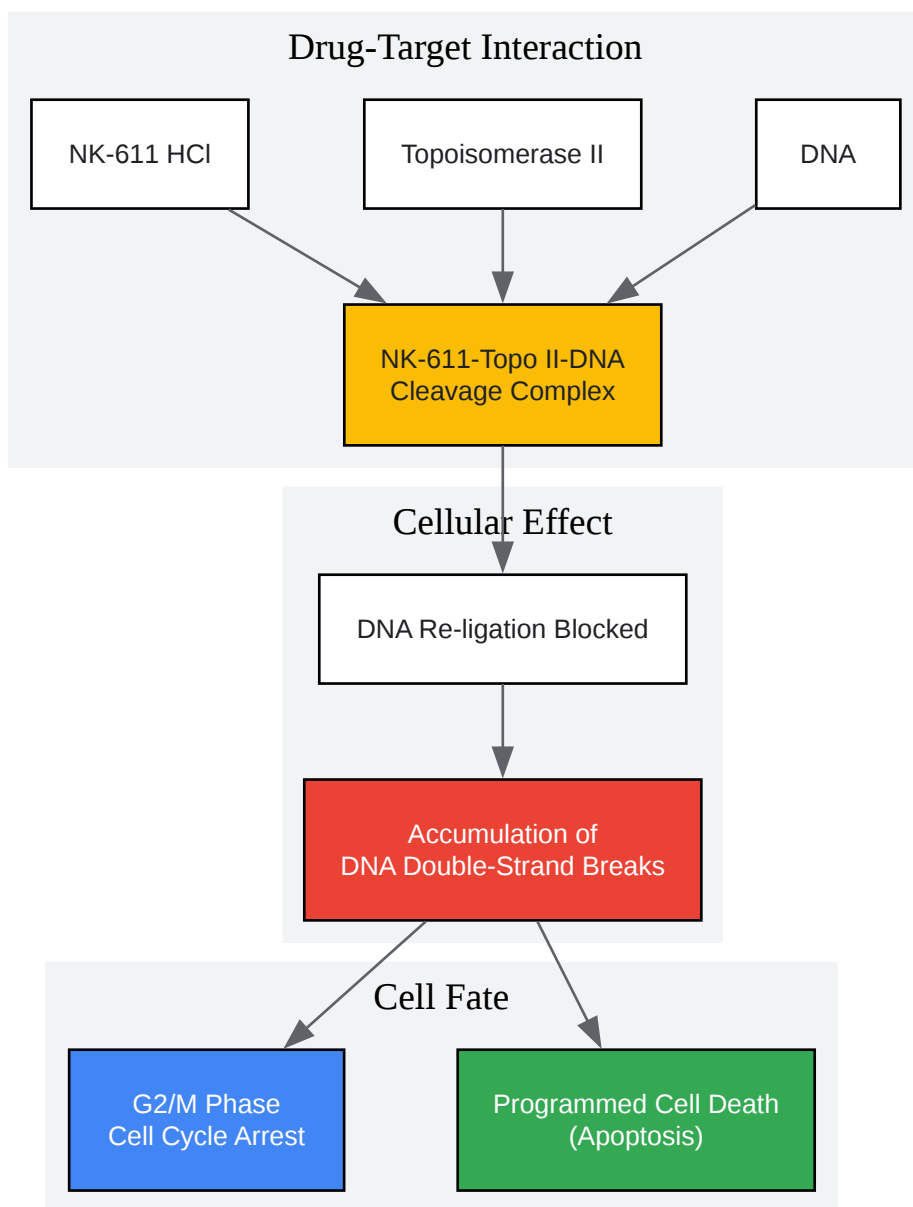 Drug-Target Interaction
NK-611 HCl
Topoisomerase II
DNA
NK-611-Topo II-DNA
Cleavage Complex
Cellular Effect
DNA Re-ligation Blocked
Accumulation of
DNA Double-Strand Breaks
Cell Fate
G2/M Phase
Cell Cycle Arrest
Programmed Cell Death
(Apoptosis)